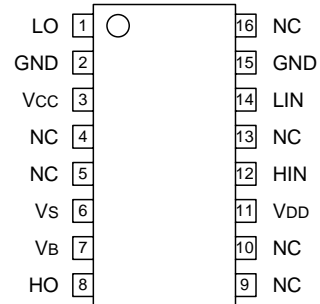 LO 1 16 NC
GND 2 15 GND
VCC 3 14 LIN
NC 4 13 NC
NC 5 12 HIN
VS 6 11 VDD
VB 7 10 NC
HO 8 9 NC